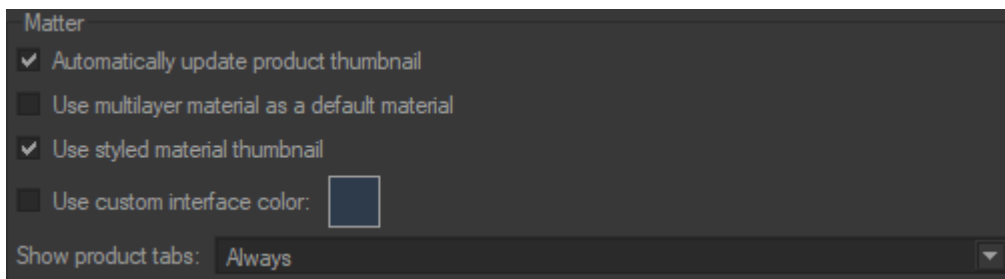 Matter
Automatically update product thumbnail
Use multilayer material as a default material
Use styled material thumbnail
Use custom interface color:
Show product tabs: Always